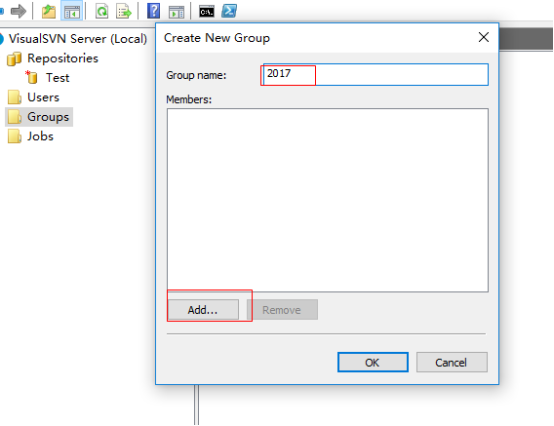 VisualSVN Server (Local)
Repositories
Test
Users
Groups
Jobs
Create New Group
Group name:
2017
Members:
Add...
Remove
OK
Cancel